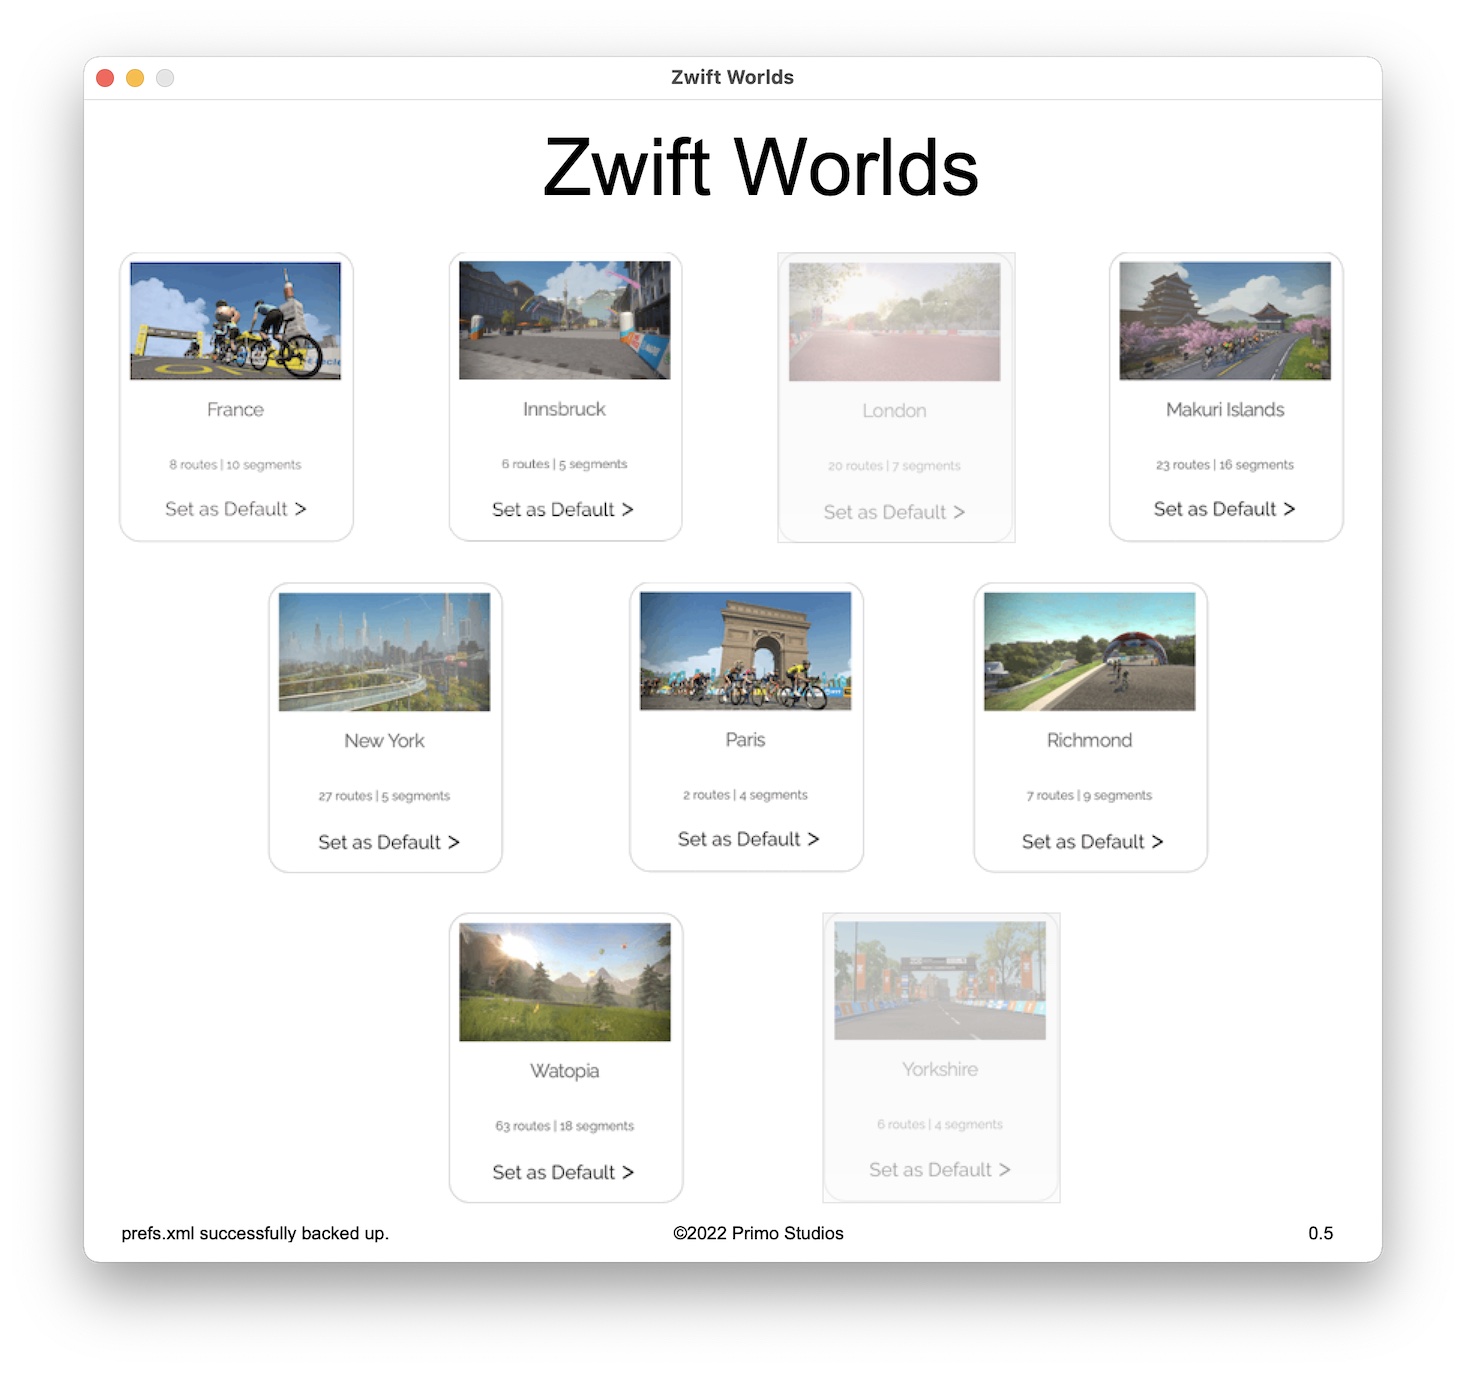 Zwift Worlds
Zwift Worlds
France
8 routes | 10 segments
Set as Default >
Innsbruck
6 routes | 5 segments
Set as Default >
London
20 routes | 7 segments
Set as Default >
Makuri Islands
23 routes | 16 segments
Set as Default >
New York
27 routes | 5 segments
Set as Default >
Paris
2 routes | 4 segments
Set as Default >
Richmond
7 routes | 9 segments
Set as Default >
Watopia
63 routes | 18 segments
Set as Default >
Yorkshire
6 routes | 4 segments
Set as Default >
prefs.xml successfully backed up.
©2022 Primo Studios
0.5